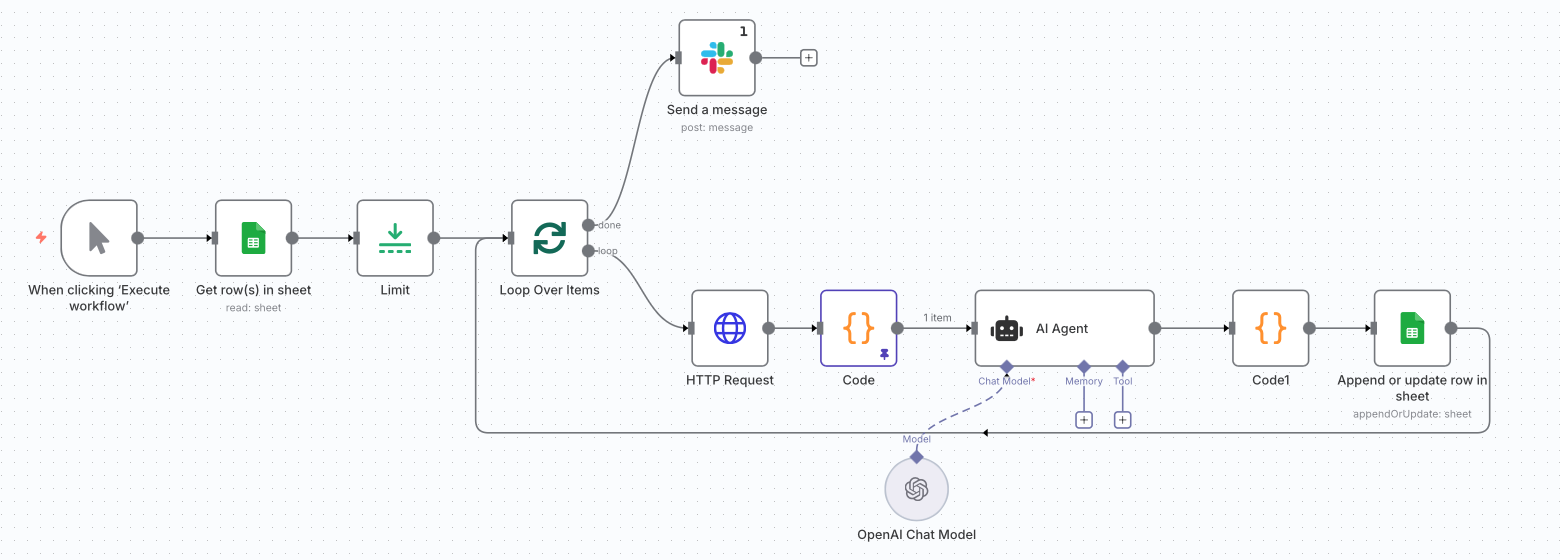 1
Send a message
post: message
When clicking ‘Execute
workflow’
Get row(s) in sheet
read: sheet
Limit
Loop Over Items
done
loop
HTTP Request
Code
1 item
AI Agent
Chat Model*
Memory
Tool
Code1
Append or update row in
sheet
appendOrUpdate: sheet
Model
OpenAI Chat Model